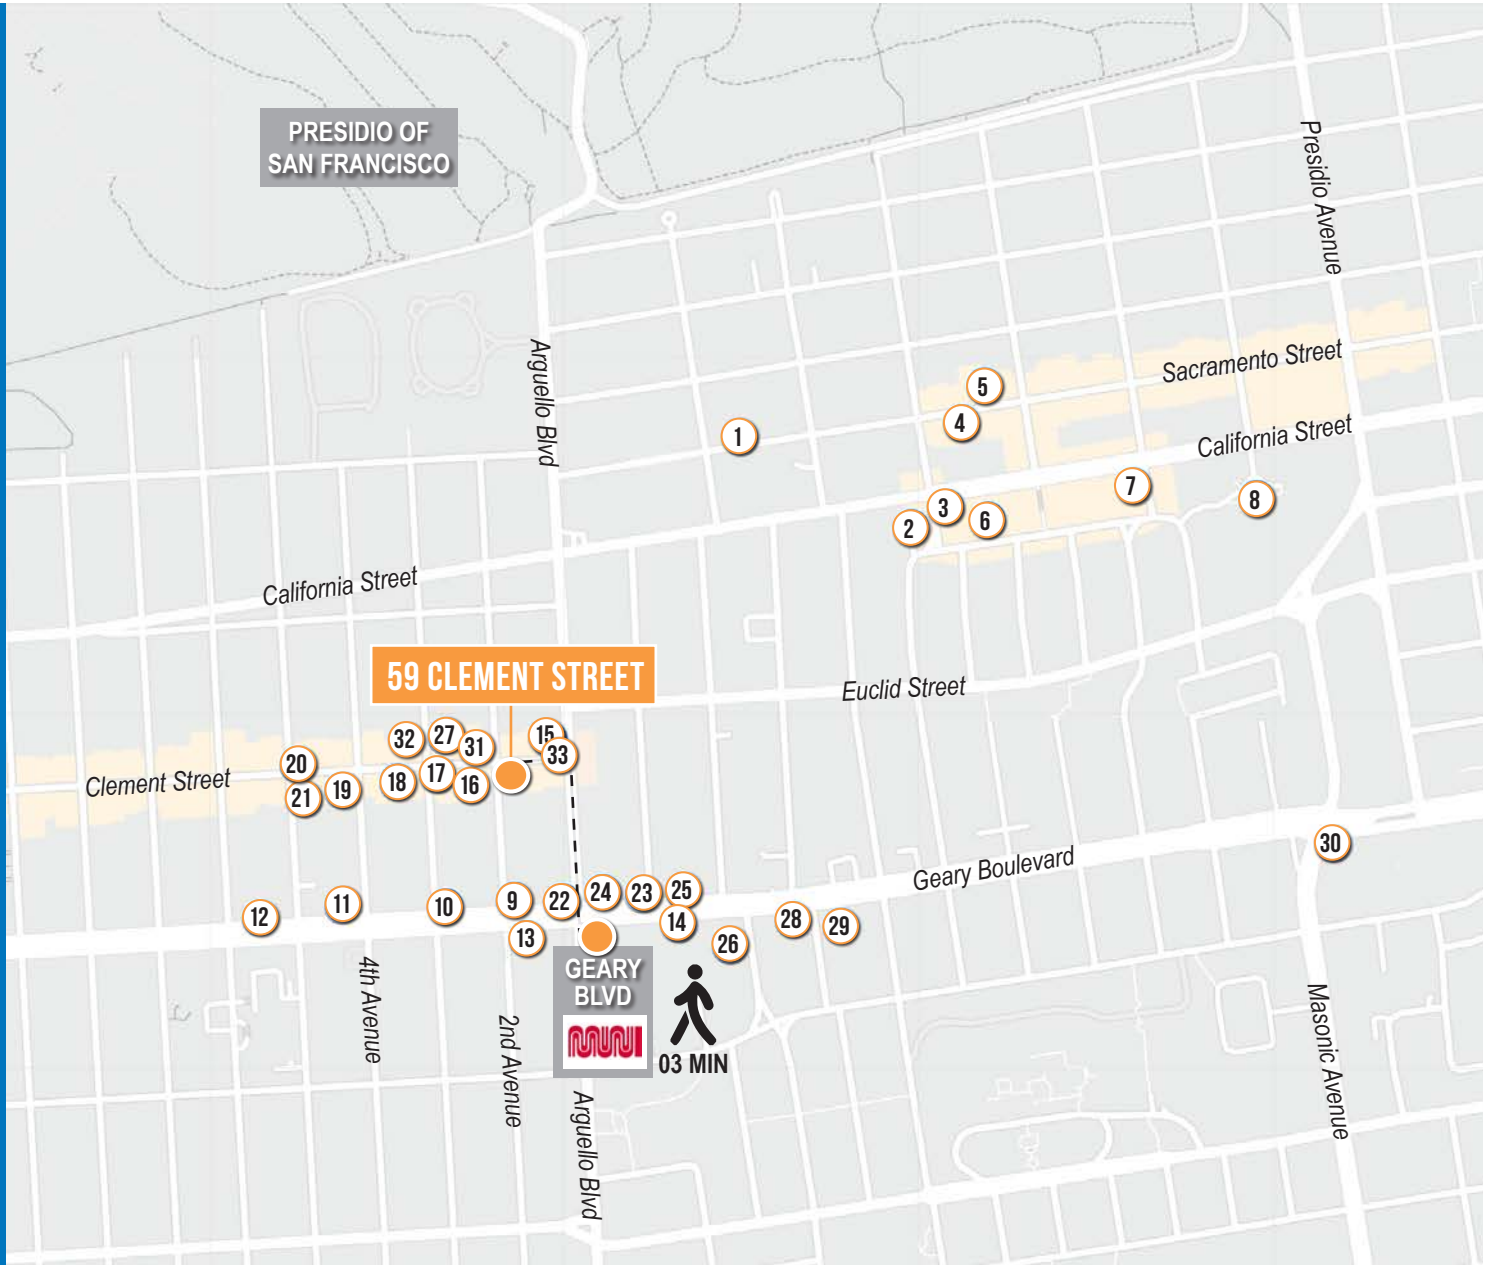 PRESIDIO OF
SAN FRANCISCO
Presidio Avenue
Arguello Blvd
Sacramento Street
5
4
1
California Street
7
8
3
6
2
California Street
59 CLEMENT STREET
Euclid Street
32
27
31
15
33
20
Clement Street
21
19
18
17
16
30
Geary Boulevard
12
11
10
9
22
24
23
25
13
14
26
28
29
4th Avenue
2nd Avenue
GEARY
BLVD
MUNI
03 MIN
Masonic Avenue
Arguello Blvd